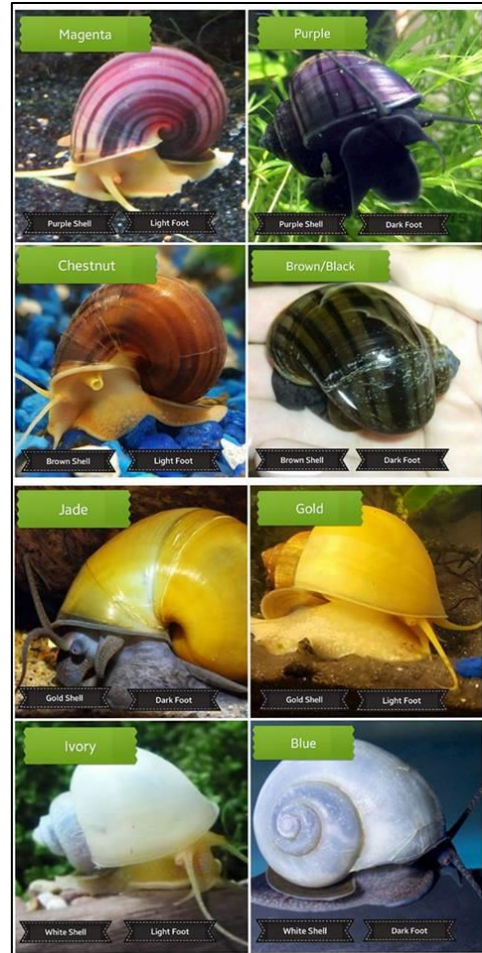 Magenta
Purple
Purple Shell
Light Foot
Purple Shell
Dark Foot
Chestnut
Brown/Black
Brown Shell
Light Foot
Brown Shell
Dark Foot
Jade
Gold
Gold Shell
Dark Foot
Gold Shell
Light Foot
Ivory
Blue
White Shell
Light Foot
White Shell
Dark Foot